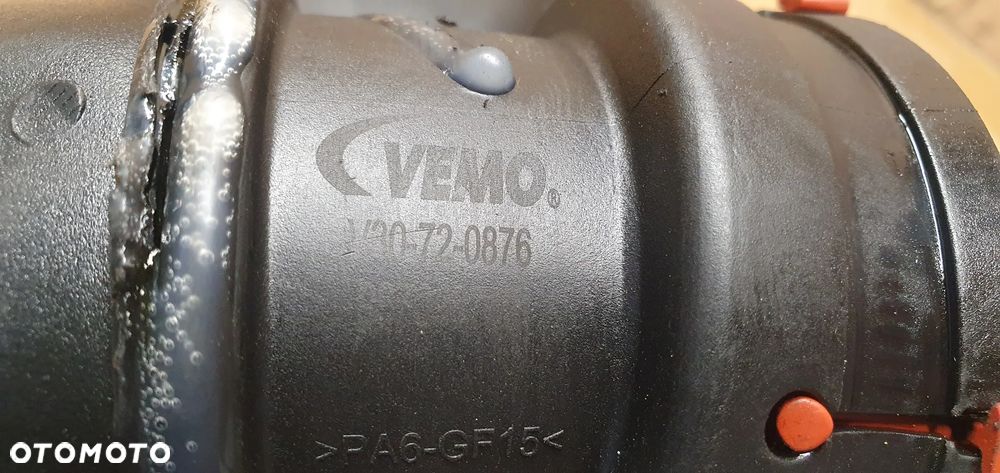 VEMO®
V30-72-0876
>PA6-GF15<
OTOMOTO